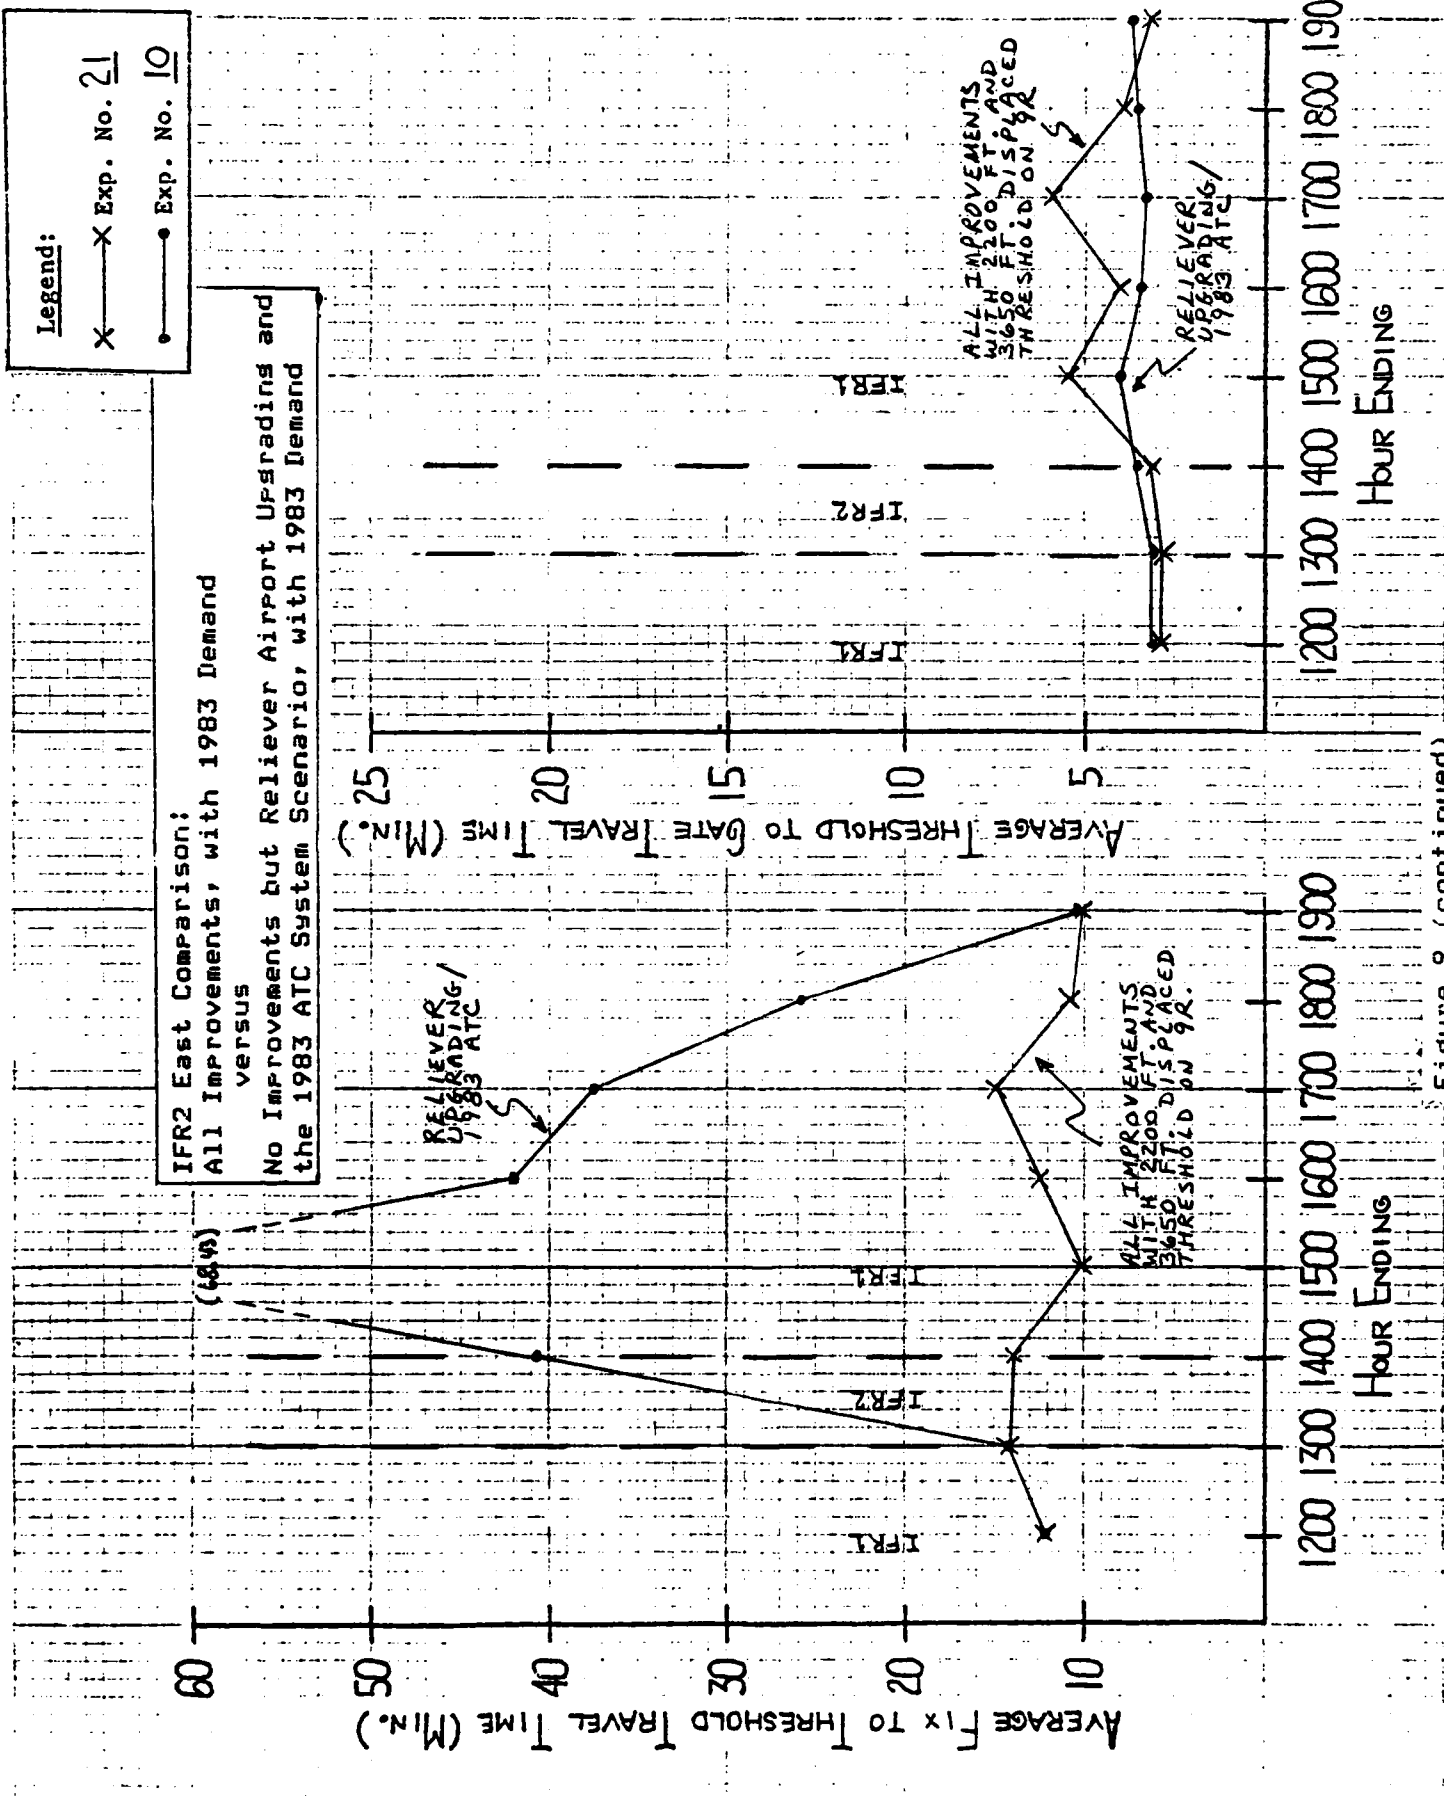 Legend:
Exp. No. 21
Exp. No. 10
IFR2 East Comparison:
All Improvements, with 1983 Demand
versus
No Improvements but Reliever Airport Upgrading and
the 1983 ATC System Scenario, with 1983 Demand
AVERAGE FIX TO THRESHOLD TRAVEL TIME (MIN.)
60
50
40
30
20
10
(68.43)
RELIEVER
UPGRADING/
1983 ATC
IFR1
IFR2
IFR1
ALL IMPROVEMENTS
WITH 2200 FT. AND
3650 FT. DISPLACED
THRESHOLD ON 9R.
1200 1300 1400 1500 1600 1700 1800 1900
HOUR ENDING
AVERAGE THRESHOLD TO GATE TRAVEL TIME (MIN.)
25
20
15
10
5
IFR1
IFR2
IFR1
ALL IMPROVEMENTS
WITH 2200 FT. AND
3650 FT. DISPLACED
THRESHOLD ON 9R
RELIEVER
UPGRADING/
1983 ATC
1200 1300 1400 1500 1600 1700 1800 190
HOUR ENDING
Figure 9 (continued)